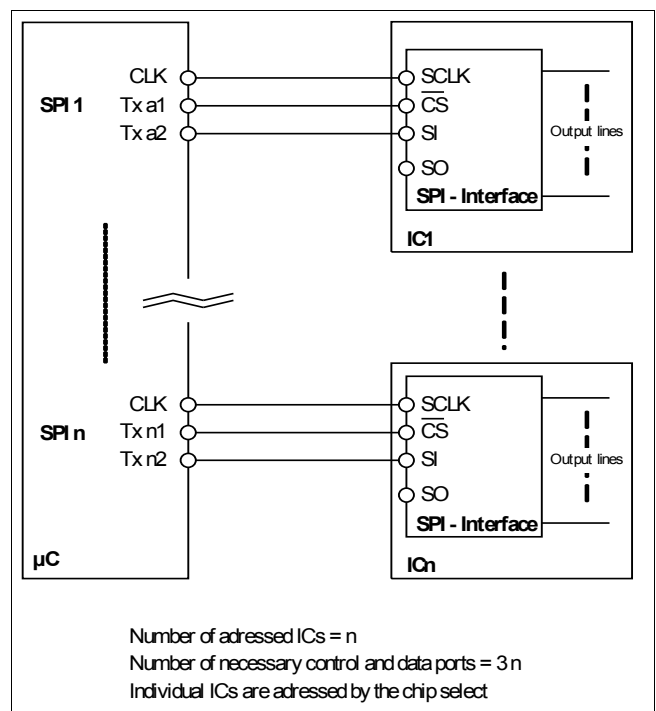 CLK
SPI 1
Tx a1
Tx a2
SCLK
CS
SI
SO
Output lines
SPI - Interface
IC1
CLK
SPI n
Tx n1
Tx n2
µC
SCLK
CS
SI
SO
Output lines
SPI - Interface
ICn
Number of adressed ICs = n
Number of necessary control and data ports = 3 n
Individual ICs are adressed by the chip select